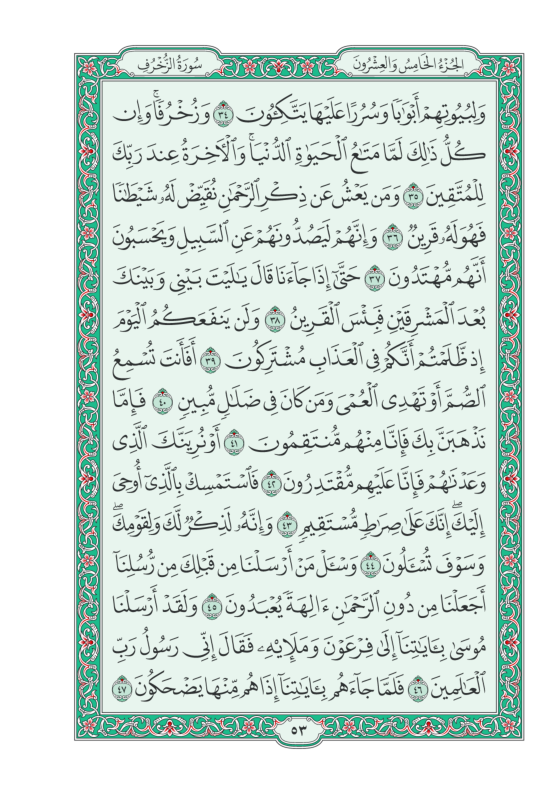 الجُزْءُ الخَامِسُ وَالعِشْرُونَ
سُورَةُ الزُّخْرُفِ
وَلِبُيُوتِهِمْ أَبْوَٰبًا وَسُرُرًا عَلَيْهَا يَتَّكِـُٔونَ ٣٤ وَزُخْرُفًاۚ وَإِن
كُلُّ ذَٰلِكَ لَمَّا مَتَٰعُ ٱلْحَيَوٰةِ ٱلدُّنْيَاۚ وَٱلْأَخِرَةُ عِندَ رَبِّكَ
لِلْمُتَّقِينَ ٣٥ وَمَن يَعْشُ عَن ذِكْرِ ٱلرَّحْمَٰنِ نُقَيِّضْ لَهُۥ شَيْطَٰنًا
فَهُوَ لَهُۥ قَرِينٌ ٣٦ وَإِنَّهُمْ لَيَصُدُّونَهُمْ عَنِ ٱلسَّبِيلِ وَيَحْسَبُونَ
أَنَّهُم مُّهْتَدُونَ ٣٧ حَتَّىٰٓ إِذَا جَآءَنَا قَالَ يَٰلَيْتَ بَيْنِي وَبَيْنَكَ
بُعْدَ ٱلْمَشْرِقَيْنِ فَبِئْسَ ٱلْقَرِينُ ٣٨ وَلَن يَنفَعَكُمُ ٱلْيَوْمَ
إِذ ظَّلَمْتُمْ أَنَّكُمْ فِي ٱلْعَذَابِ مُشْتَرِكُونَ ٣٩ أَفَأَنتَ تُسْمِعُ
ٱلصُّمَّ أَوْ تَهْدِي ٱلْعُمْيَ وَمَن كَانَ فِي ضَلَٰلٍ مُّبِينٍ ٤٠ فَإِمَّا
نَذْهَبَنَّ بِكَ فَإِنَّا مِنْهُم مُّنتَقِمُونَ ٤١ أَوْ نُرِيَنَّكَ ٱلَّذِي
وَعَدْنَٰهُمْ فَإِنَّا عَلَيْهِم مُّقْتَدِرُونَ ٤٢ فَٱسْتَمْسِكْ بِٱلَّذِيٓ أُوحِيَ
إِلَيْكَۖ إِنَّكَ عَلَىٰ صِرَٰطٍ مُّسْتَقِيمٍ ٤٣ وَإِنَّهُۥ لَذِكْرٌ لَّكَ وَلِقَوْمِكَۖ
وَسَوْفَ تُسْـَٔلُونَ ٤٤ وَسْـَٔلْ مَنْ أَرْسَلْنَا مِن قَبْلِكَ مِن رُّسُلِنَآ
أَجَعَلْنَا مِن دُونِ ٱلرَّحْمَٰنِ ءَالِهَةً يُعْبَدُونَ ٤٥ وَلَقَدْ أَرْسَلْنَا
مُوسَىٰ بِـَٔايَٰتِنَآ إِلَىٰ فِرْعَوْنَ وَمَلَإِيْهِۦ فَقَالَ إِنِّي رَسُولُ رَبِّ
ٱلْعَٰلَمِينَ ٤٦ فَلَمَّا جَآءَهُم بِـَٔايَٰتِنَآ إِذَا هُم مِّنْهَا يَضْحَكُونَ ٤٧
٥٣